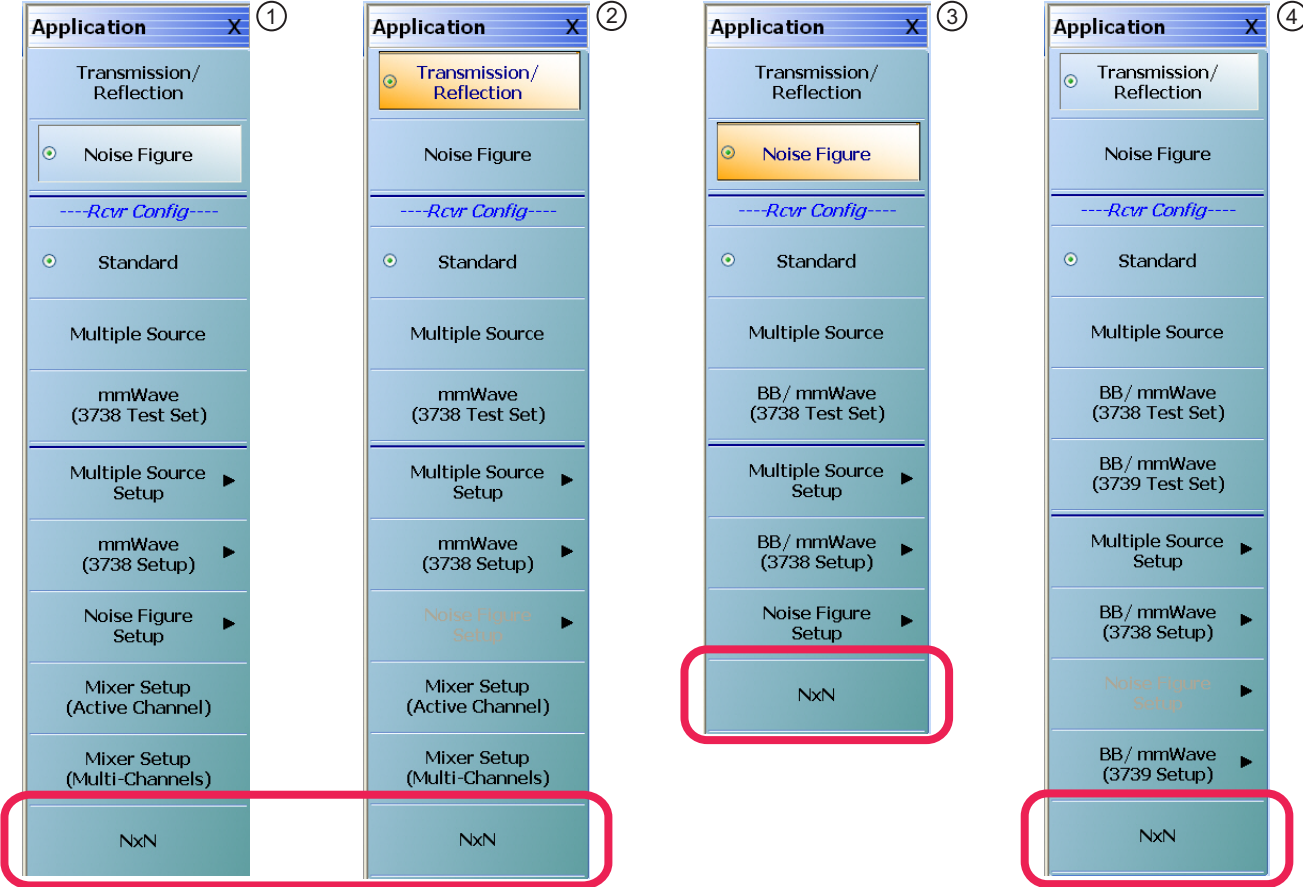 Application X
①
Transmission/
Reflection
Noise Figure
----Rcvr Config----
Standard
Multiple Source
mmWave
(3738 Test Set)
Multiple Source
Setup
mmWave
(3738 Setup)
Noise Figure
Setup
Mixer Setup
(Active Channel)
Mixer Setup
(Multi-Channels)
NxN
Application X
②
Transmission/
Reflection
Noise Figure
----Rcvr Config----
Standard
Multiple Source
mmWave
(3738 Test Set)
Multiple Source
Setup
mmWave
(3738 Setup)
Noise Figure
Setup
Mixer Setup
(Active Channel)
Mixer Setup
(Multi-Channels)
NxN
Application X
③
Transmission/
Reflection
Noise Figure
----Rcvr Config----
Standard
Multiple Source
BB/ mmWave
(3738 Test Set)
Multiple Source
Setup
BB/ mmWave
(3738 Setup)
Noise Figure
Setup
NxN
Application X
④
Transmission/
Reflection
Noise Figure
----Rcvr Config----
Standard
Multiple Source
BB/ mmWave
(3738 Test Set)
BB/ mmWave
(3739 Test Set)
Multiple Source
Setup
BB/ mmWave
(3738 Setup)
Noise Figure
Setup
BB/ mmWave
(3739 Setup)
NxN